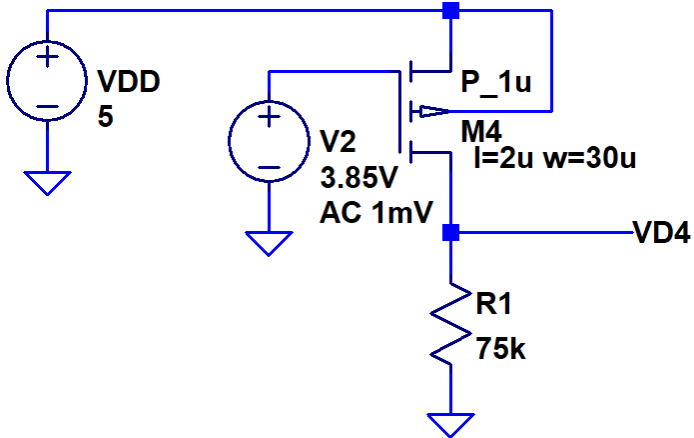 VDD
5
V2
3.85V
AC 1mV
P_1u
M4
l=2u w=30u
VD4
R1
75k